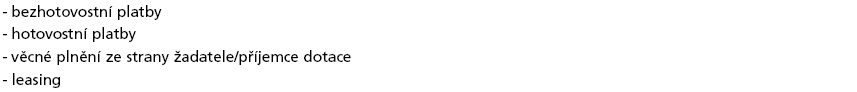 - bezhotovostní platby
- hotovostní platby
- věcné plnění ze strany žadatele/příjemce dotace
- leasing